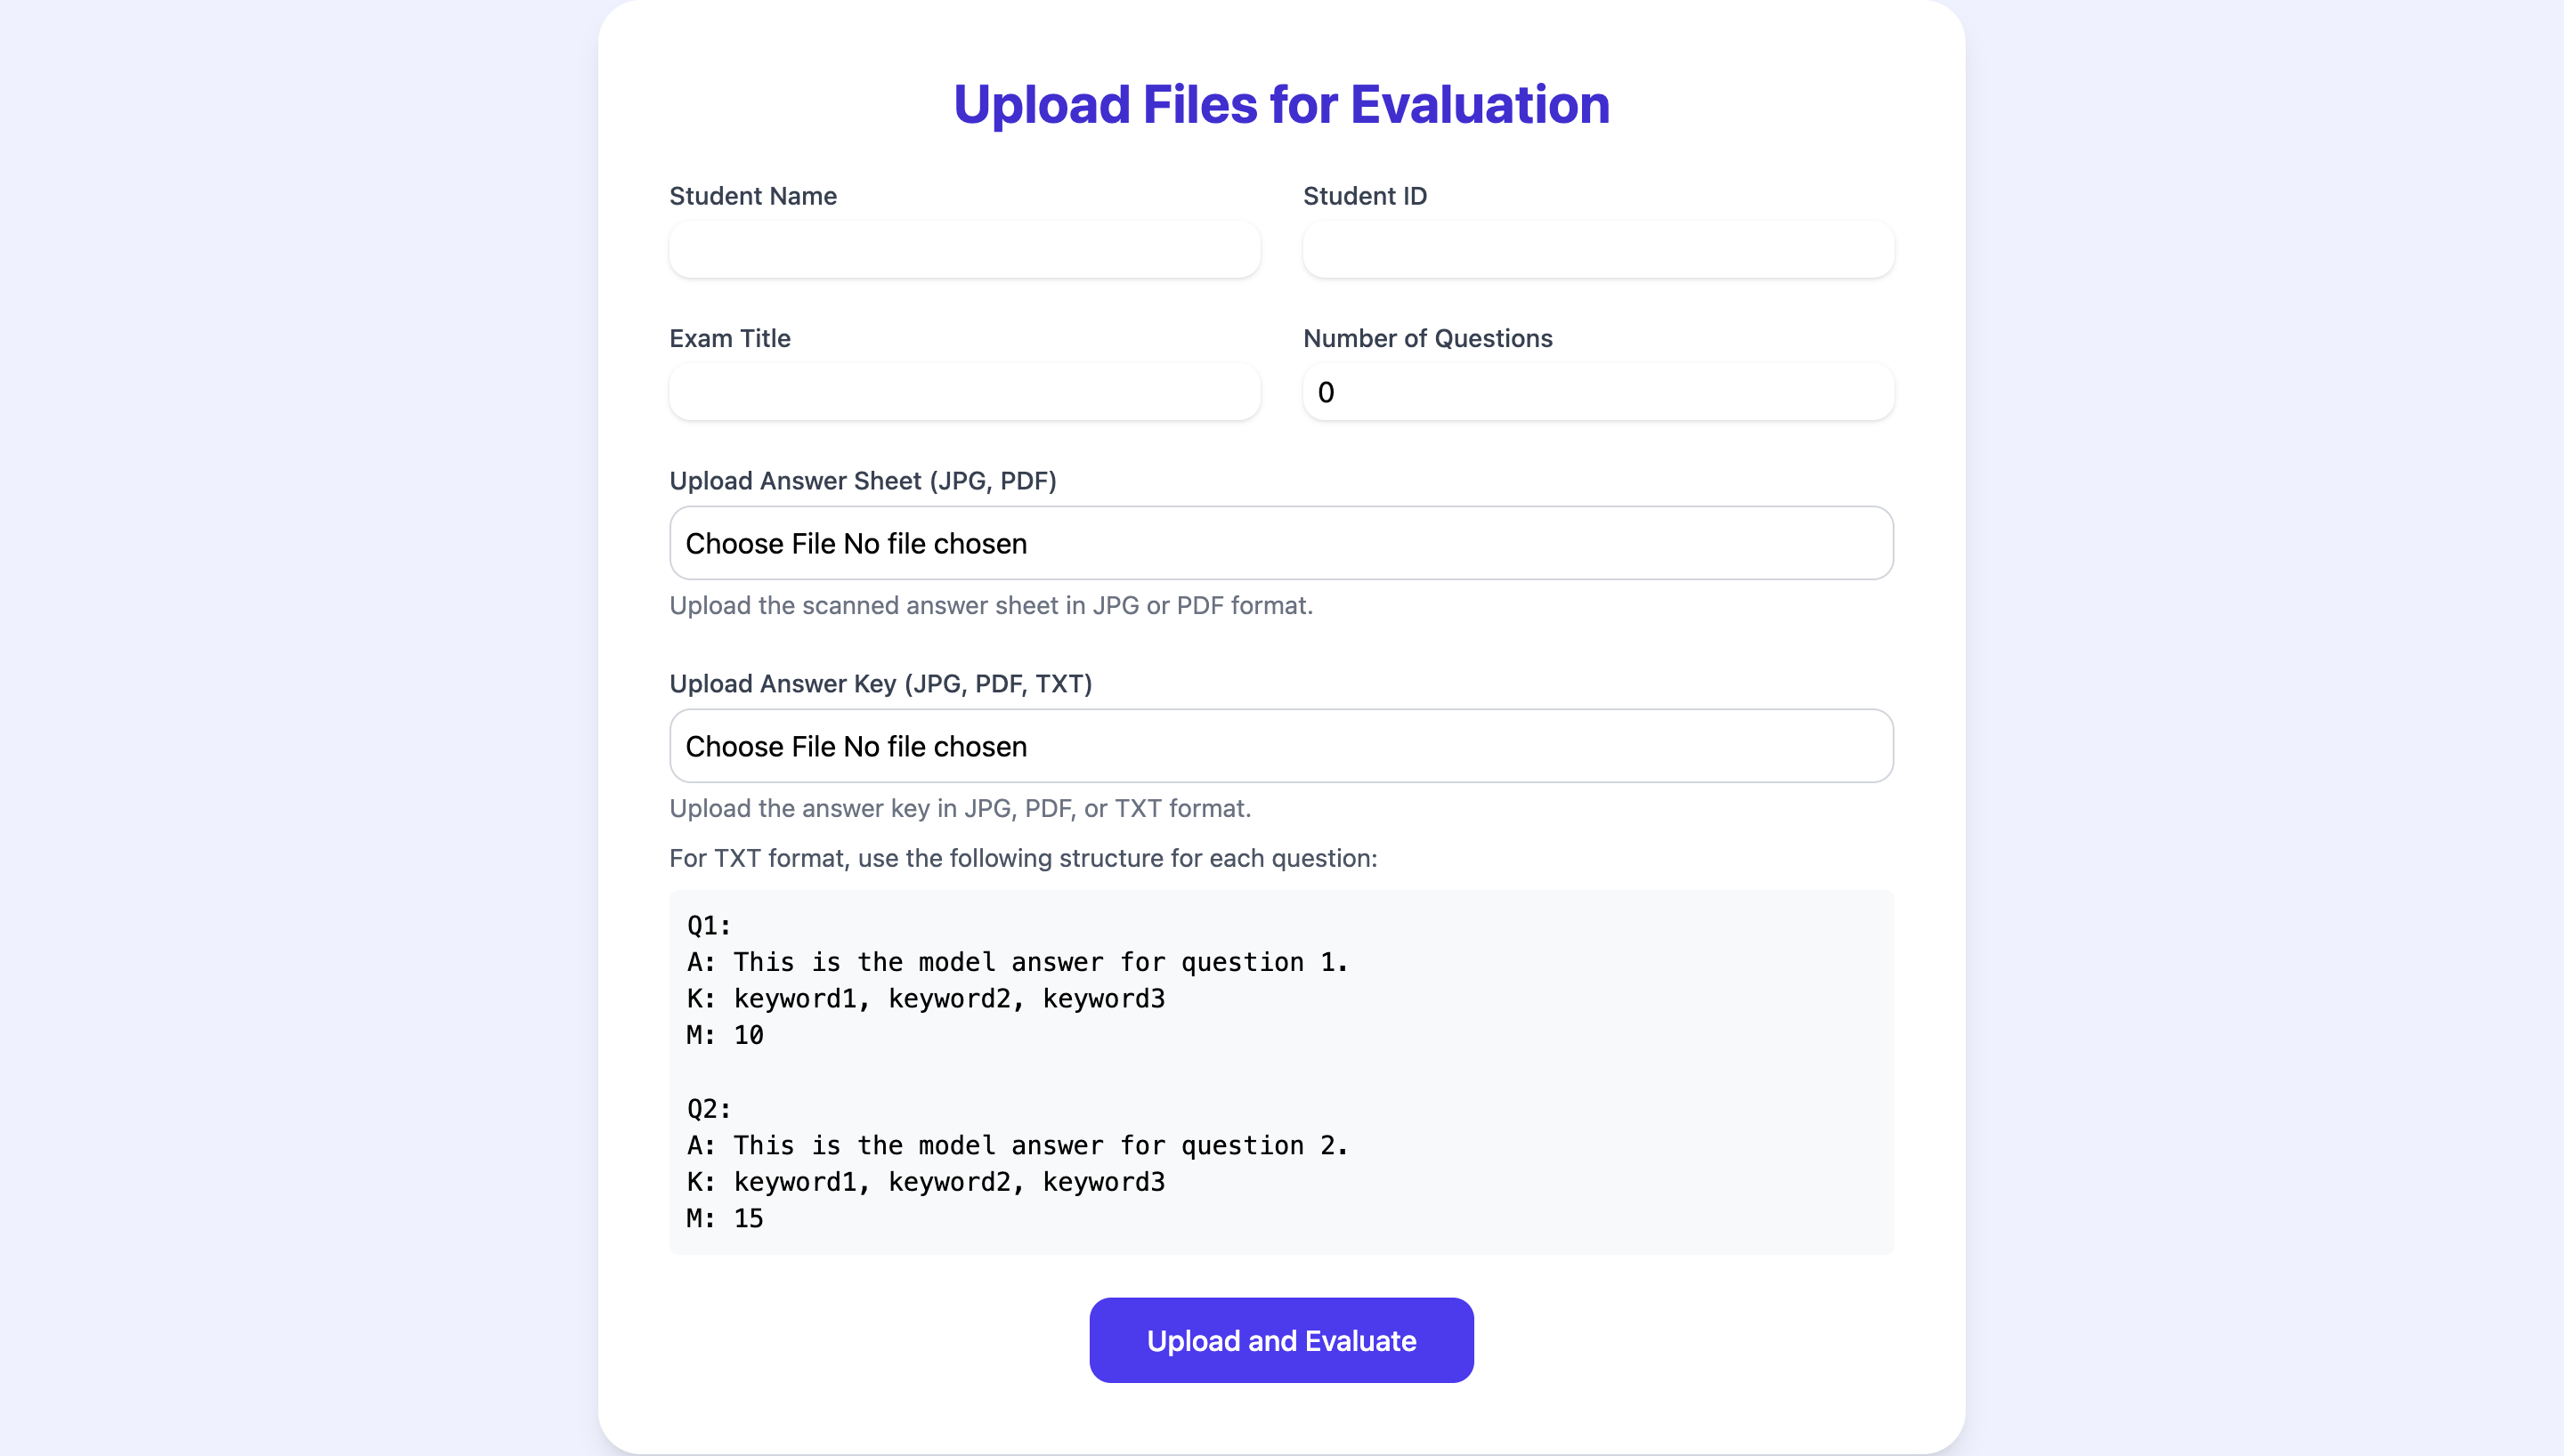 Upload Files for Evaluation
Student Name
Student ID
Exam Title
Number of Questions
0
Upload Answer Sheet (JPG, PDF)
Choose File No file chosen
Upload the scanned answer sheet in JPG or PDF format.
Upload Answer Key (JPG, PDF, TXT)
Choose File No file chosen
Upload the answer key in JPG, PDF, or TXT format.
For TXT format, use the following structure for each question:
Q1:
A: This is the model answer for question 1.
K: keyword1, keyword2, keyword3
M: 10
Q2:
A: This is the model answer for question 2.
K: keyword1, keyword2, keyword3
M: 15
Upload and Evaluate